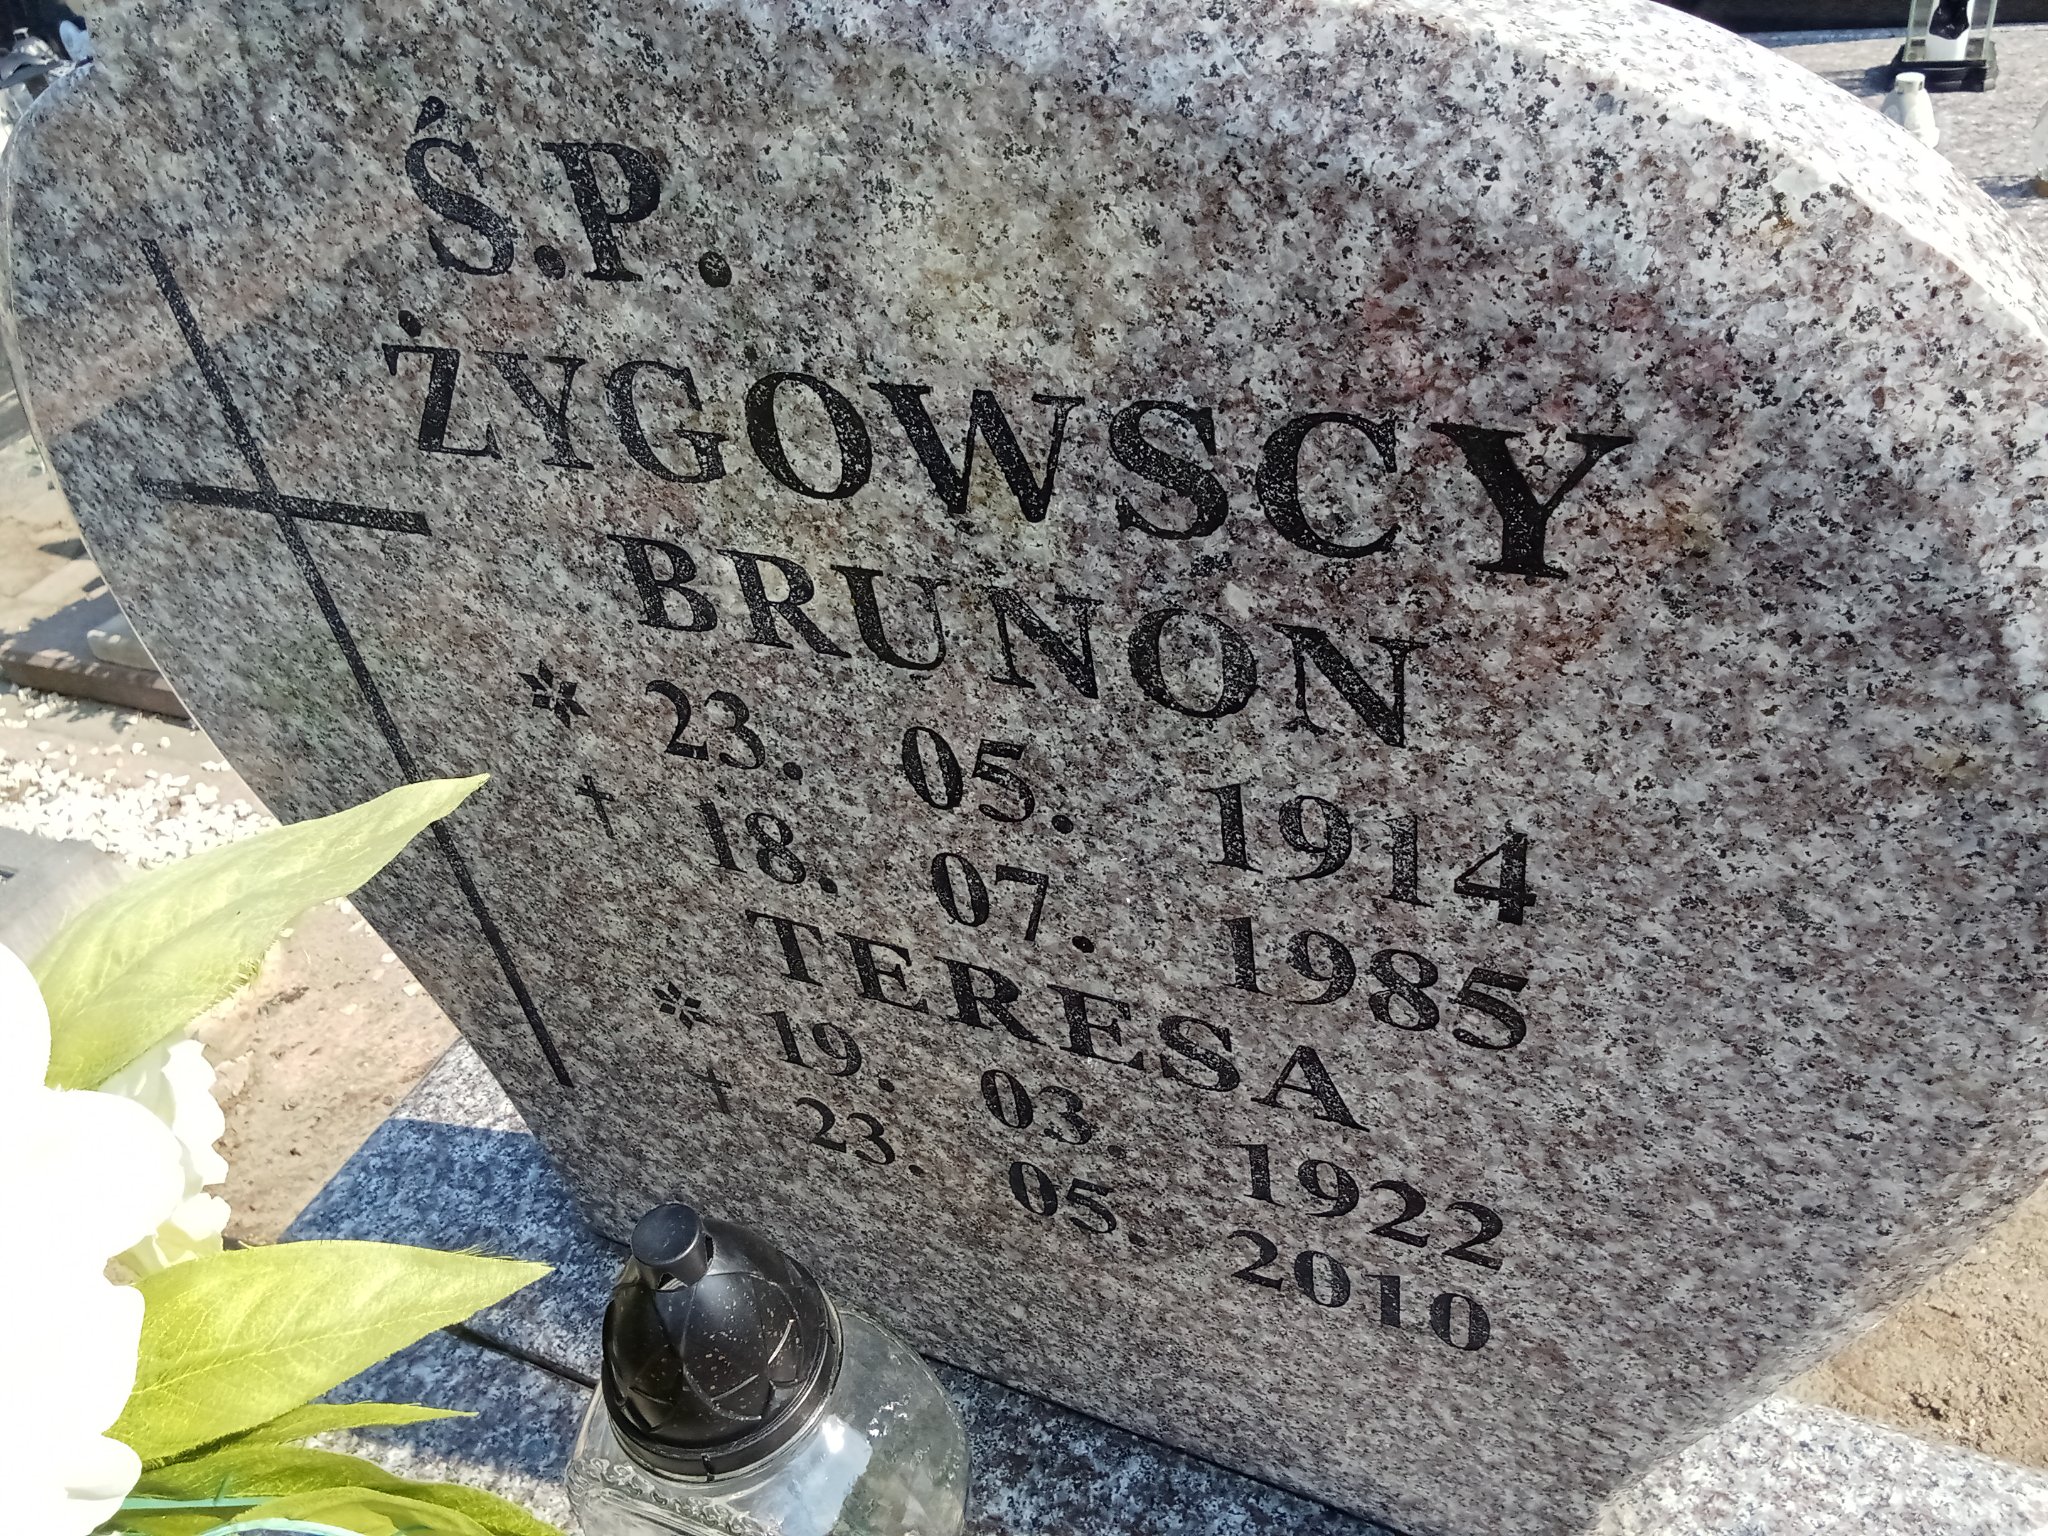 Ś.P.
ŻYGOWSCY
BRUNON
* 23. 05. 1914
† 18. 07. 1985
TERESA
* 19. 03. 1922
† 23. 05. 2010